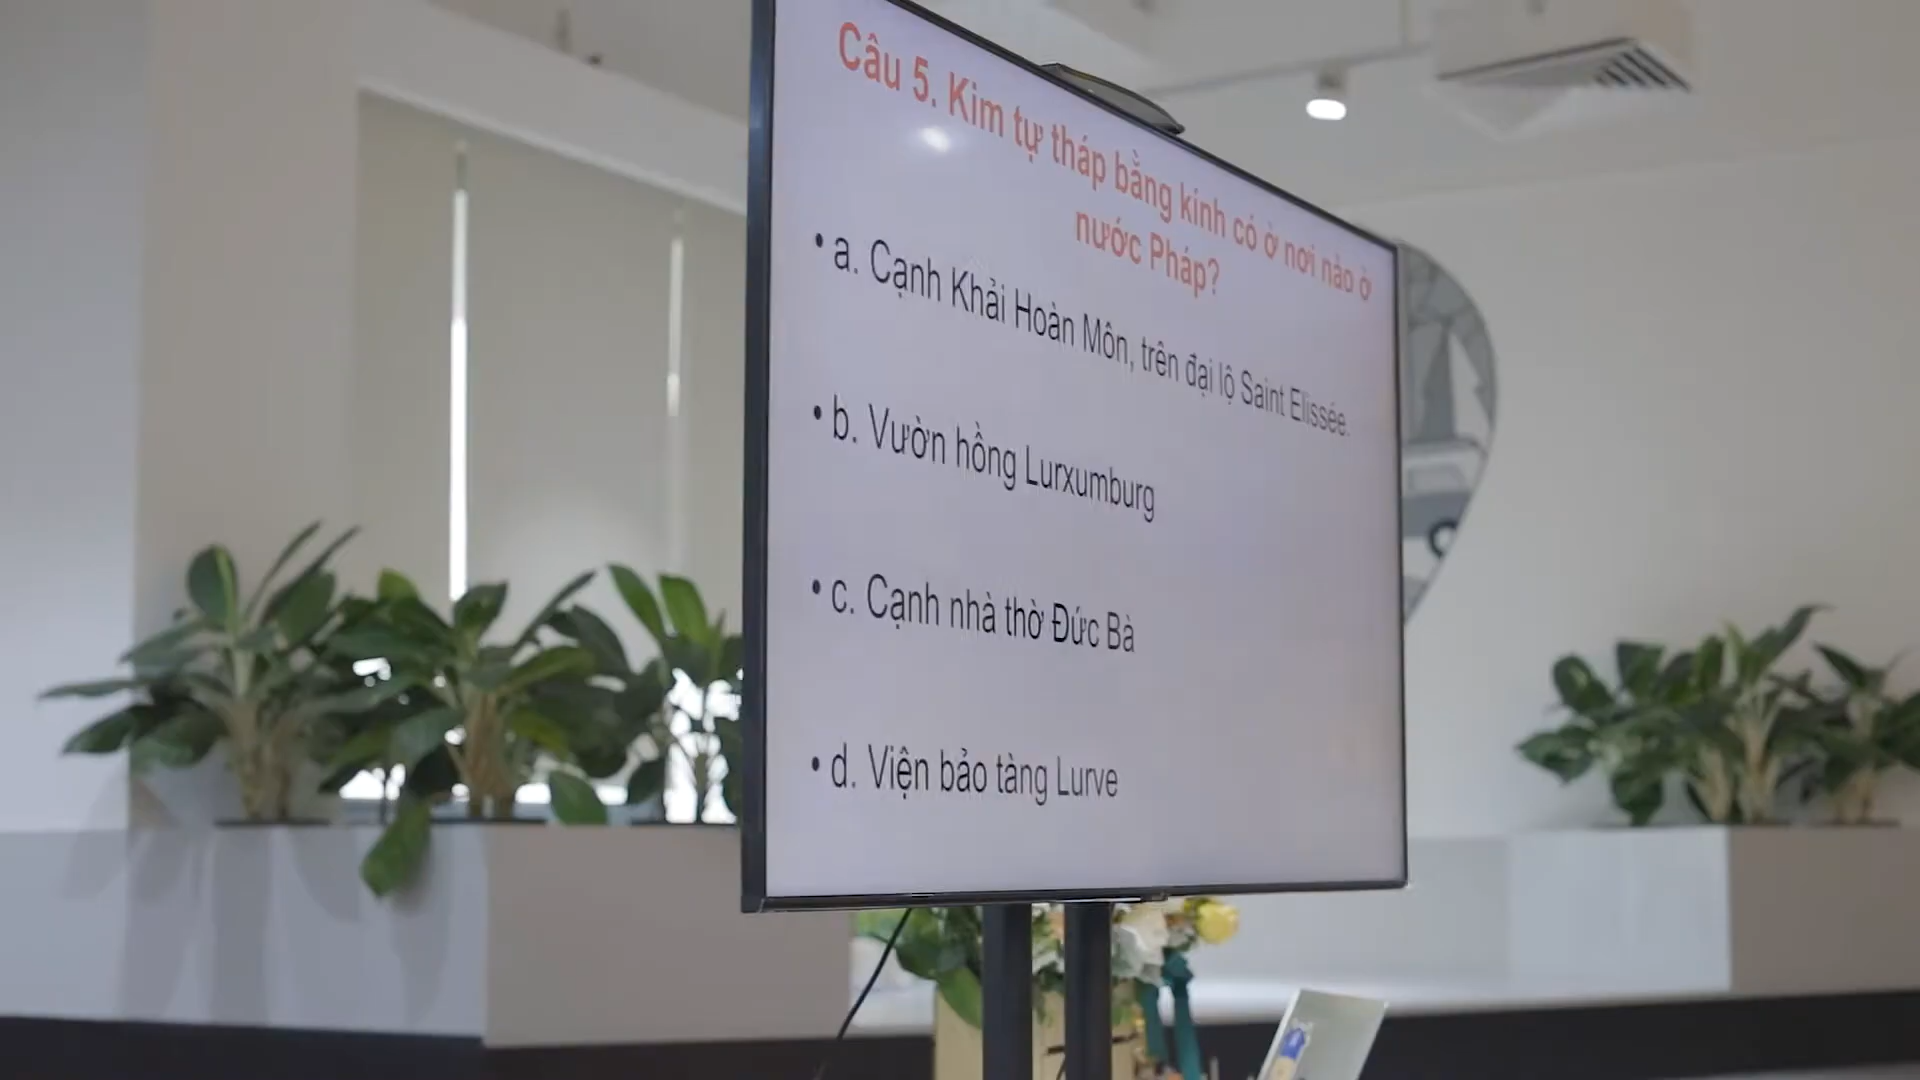 Câu 5. Kim tự tháp bằng kính có ở nơi nào ở
nước Pháp?
• a. Cạnh Khải Hoàn Môn, trên đại lộ Saint Elissée.
• b. Vườn hồng Lurxumburg
• c. Cạnh nhà thờ Đức Bà
• d. Viện bảo tàng Lurve